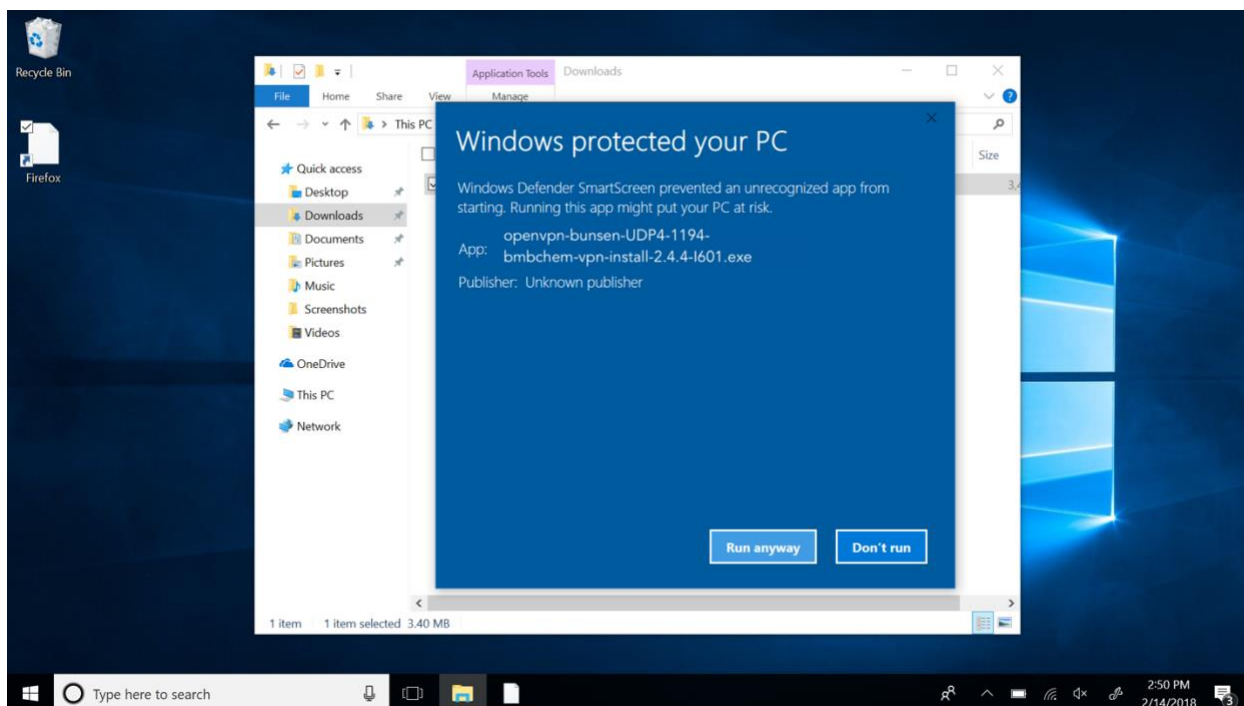 Recycle Bin
Firefox
Application Tools
Downloads
File
Home
Share
View
Manage
This PC
Size
Quick access
Desktop
Downloads
Documents
Pictures
Music
Screenshots
Videos
OneDrive
This PC
Network
Windows protected your PC
Windows Defender SmartScreen prevented an unrecognized app from
starting. Running this app might put your PC at risk.
App: openvpn-bunsen-UDP4-1194-
bmbchem-vpn-install-2.4.4-I601.exe
Publisher: Unknown publisher
Run anyway
Don't run
1 item
1 item selected 3.40 MB
Type here to search
2:50 PM
2/14/2018
3